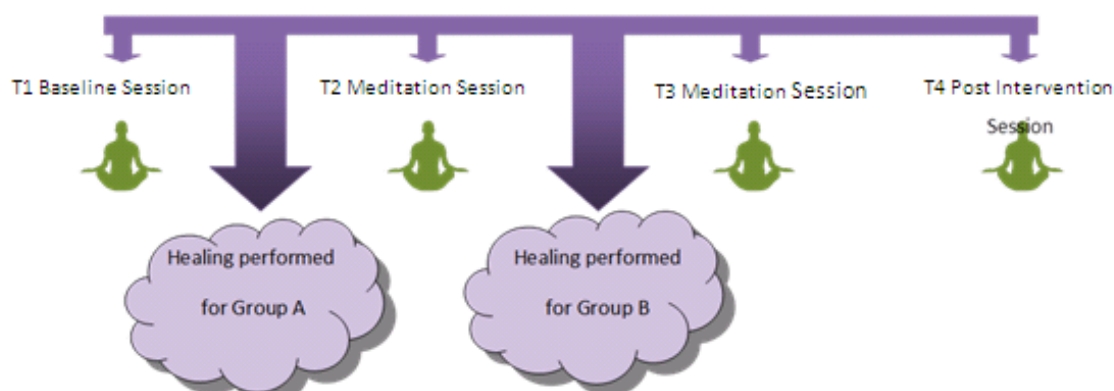 T1 Baseline Session
T2 Meditation Session
T3 Meditation Session
T4 Post Intervention
Session
Healing performed
for Group A
Healing performed
for Group B